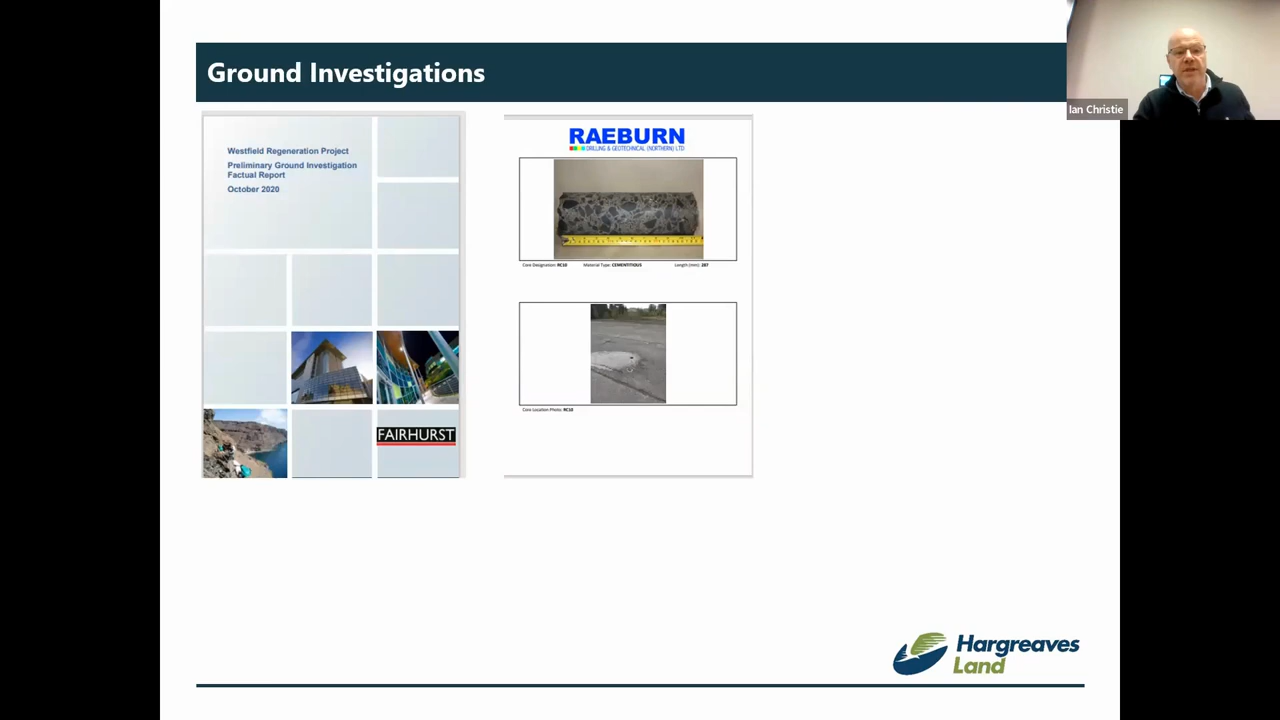 Ground Investigations
Ian Christie
Westfield Regeneration Project
Preliminary Ground Investigation
Factual Report
October 2020
FAIRHURST
RAEBURN
DRILLING & GEOTECHNICAL (NORTHERN) LTD
Core Designation: RC10 Material Type: CEMENTITIOUS Length (mm): 287
Core Location Photo: RC10
Hargreaves
Land